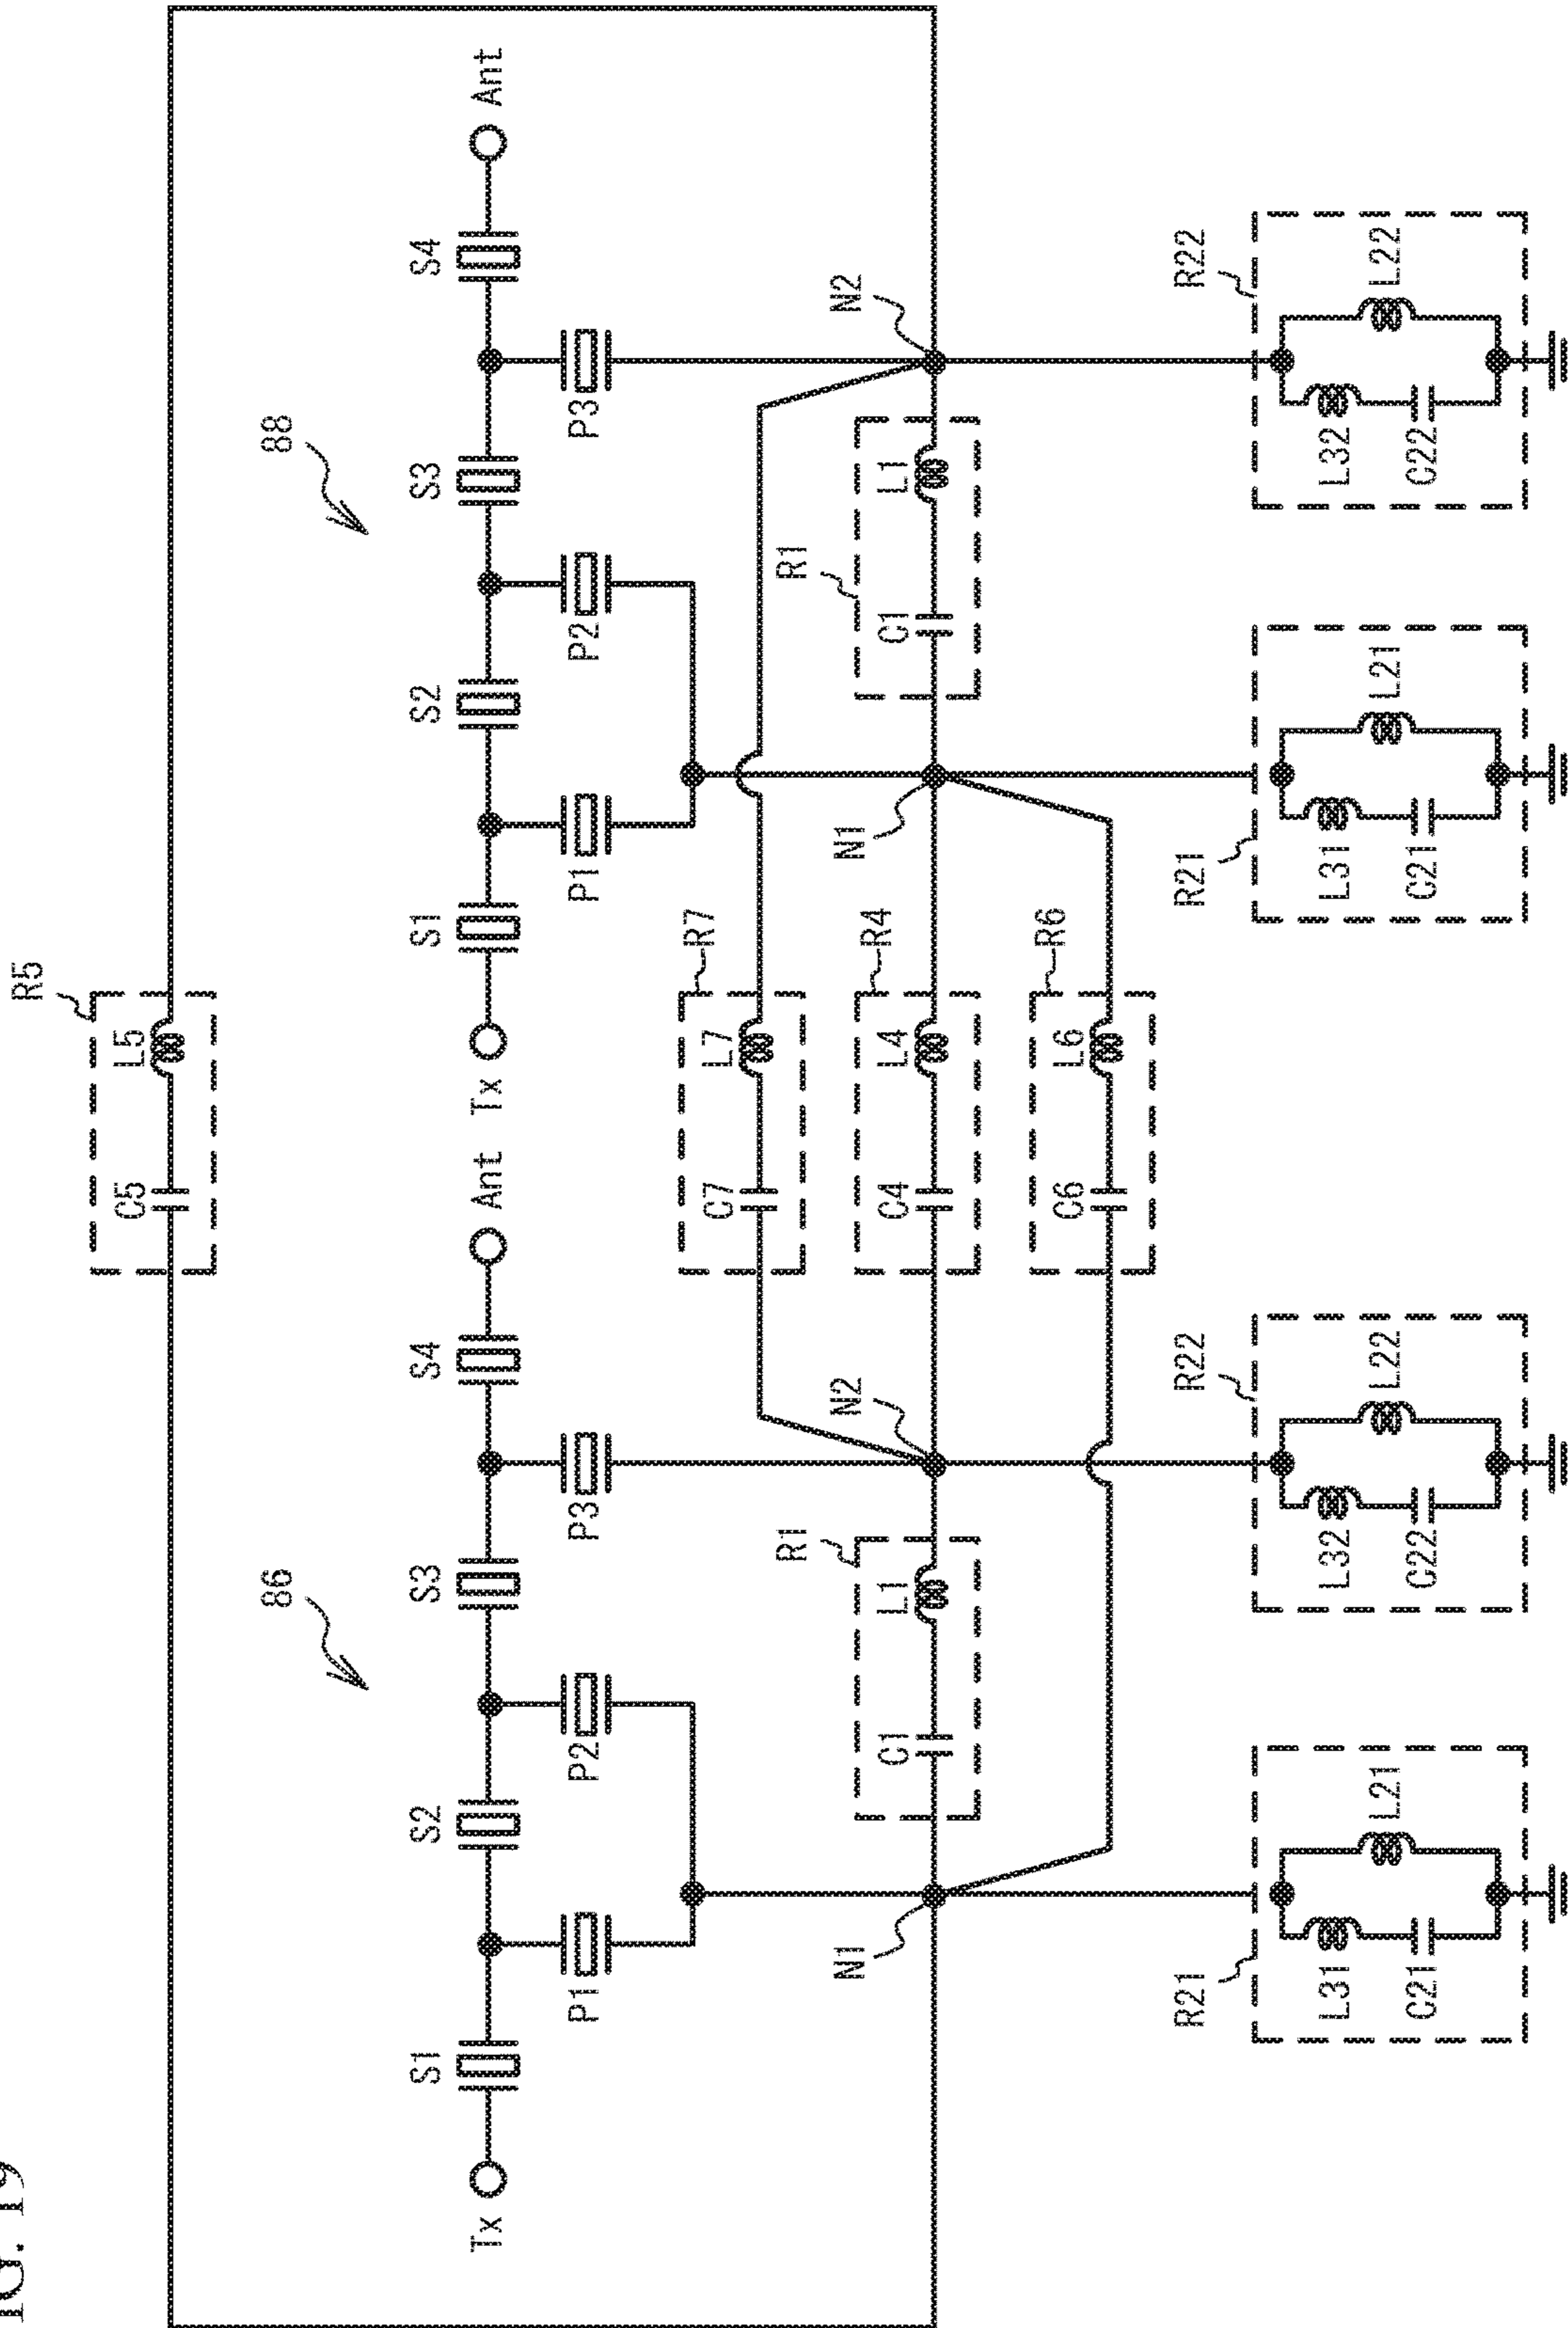 R5
C5 L5
86
88
S1 S2 S3 S4
Tx Ant
P1 P2 P3
S1 S2 S3 S4
Tx Ant
P1 P2 P3
R7
C7 L7
N1
R1
C1 L1
N2
R4
C4 L4
N1
R1
C1 L1
N2
R6
C6 L6
R21
L31 L21
C21
R22
L32 L22
C22
R21
L31 L21
C21
R22
L32 L22
C22